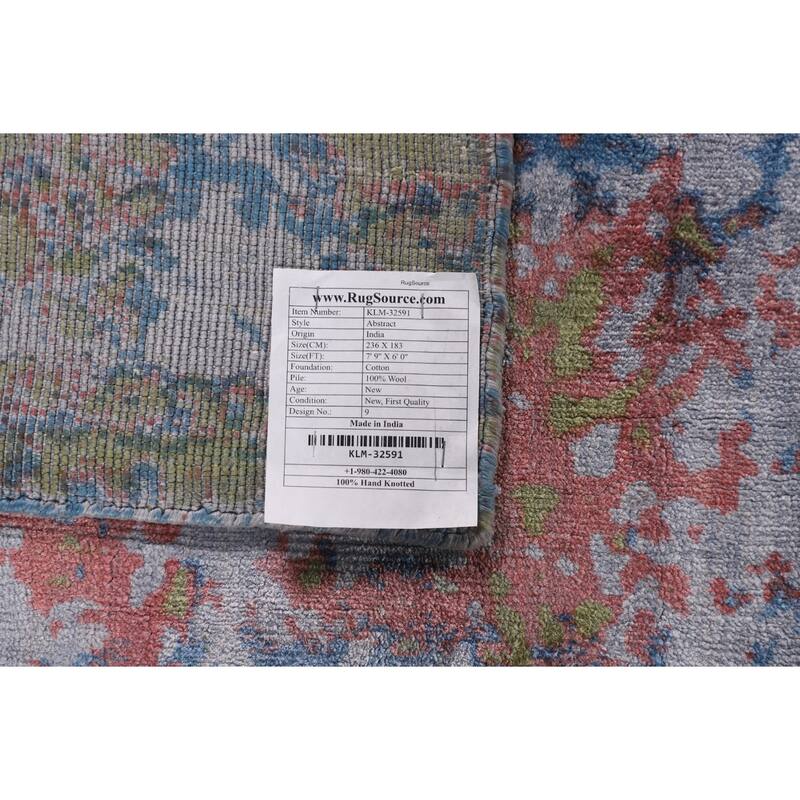 RugSource
www.RugSource.com
Item Number: KLM-32591
Style Abstract
Origin India
Size(CM): 236 X 183
Size(FT): 7' 9" X 6' 0"
Foundation: Cotton
Pile: 100% Wool
Age: New
Condition: New, First Quality
Design No.: 9
Made in India
KLM-32591
+1-980-422-4080
100% Hand Knotted